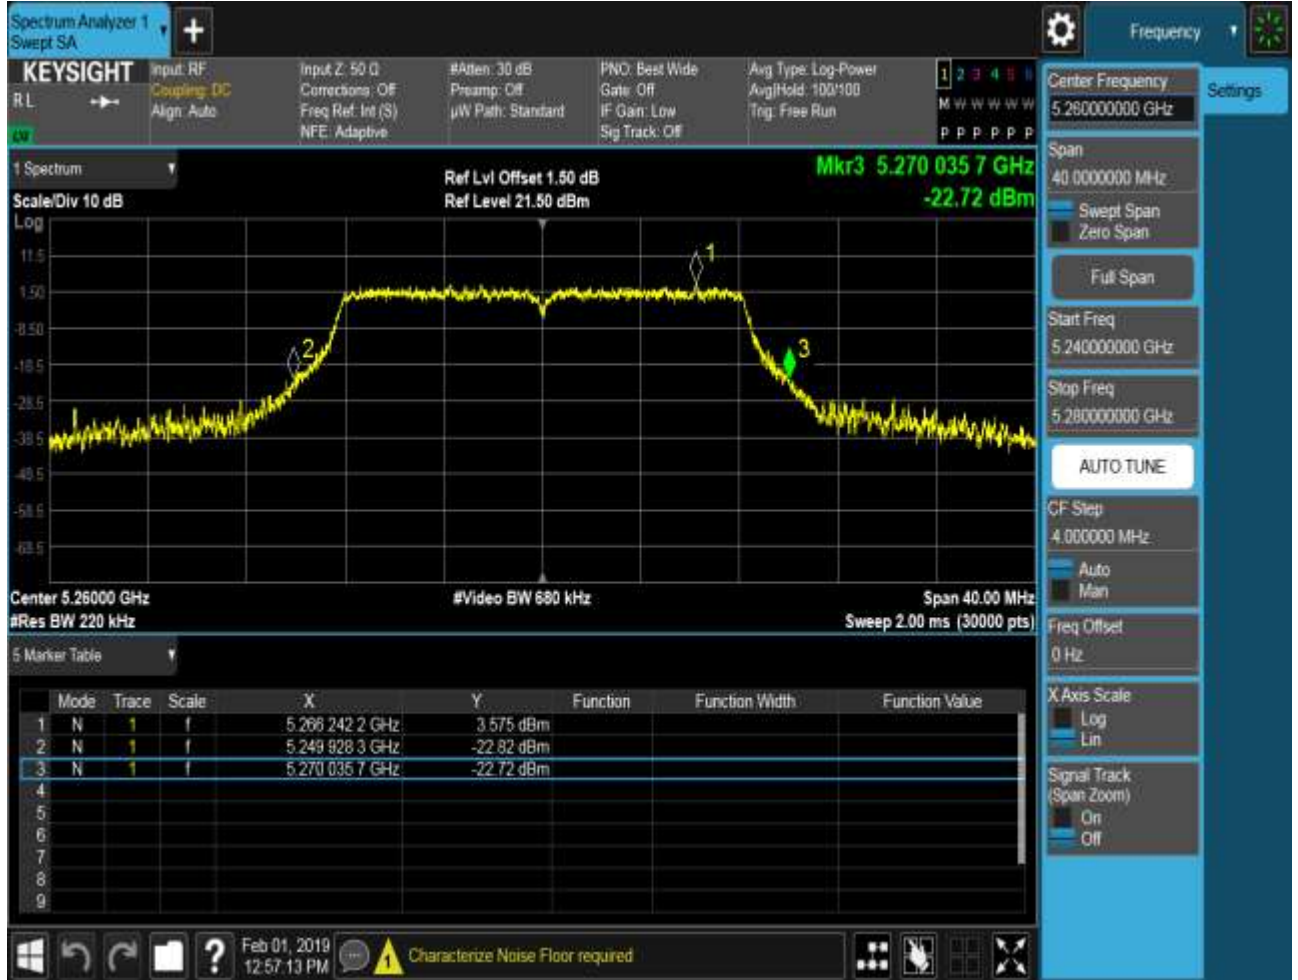 Spectrum Analyzer 1
Swept SA
Frequency
KEYSIGHT
RL
Input: RF
Coupling: DC
Align: Auto
Input Z: 50 Ω
Corrections: Off
Freq Ref: Int (S)
NFE: Adaptive
#Atten: 30 dB
Preamp: Off
µW Path: Standard
PNO: Best Wide
Gate: Off
IF Gain: Low
Sig Track: Off
Avg Type: Log-Power
Avg|Hold: 100/100
Trig: Free Run
1 2 3 4 5 6
M W W W W W
P P P P P P
1 Spectrum
Scale/Div 10 dB
Ref Lvl Offset 1.50 dB
Ref Level 21.50 dBm
Mkr3 5.270 035 7 GHz
-22.72 dBm
Log
11.5
1.50
-8.50
-18.5
-28.5
-38.5
-48.5
-58.5
-68.5
1
2
3
Center 5.26000 GHz
#Video BW 680 kHz
Span 40.00 MHz
#Res BW 220 kHz
Sweep 2.00 ms (30000 pts)
5 Marker Table
Mode Trace Scale X Y Function Function Width Function Value
1 N 1 f 5.266 242 2 GHz 3.575 dBm
2 N 1 f 5.249 928 3 GHz -22.82 dBm
3 N 1 f 5.270 035 7 GHz -22.72 dBm
4
5
6
7
8
9
Feb 01, 2019
12:57:13 PM
1
Characterize Noise Floor required
Center Frequency
5.260000000 GHz
Settings
Span
40.0000000 MHz
Swept Span
Zero Span
Full Span
Start Freq
5.240000000 GHz
Stop Freq
5.280000000 GHz
AUTO TUNE
CF Step
4.000000 MHz
Auto
Man
Freq Offset
0 Hz
X Axis Scale
Log
Lin
Signal Track
(Span Zoom)
On
Off